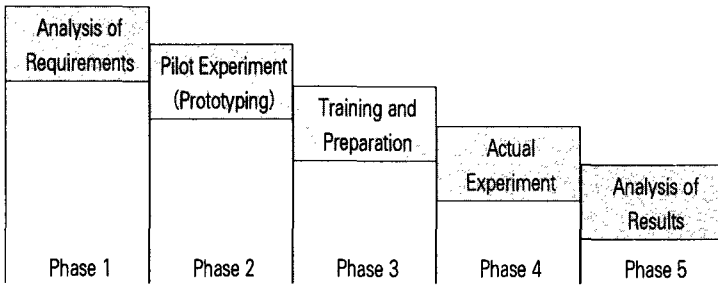 Analysis of
Requirements
Pilot Experiment
(Prototyping)
Training and
Preparation
Actual
Experiment
Analysis of
Results
Phase 1
Phase 2
Phase 3
Phase 4
Phase 5